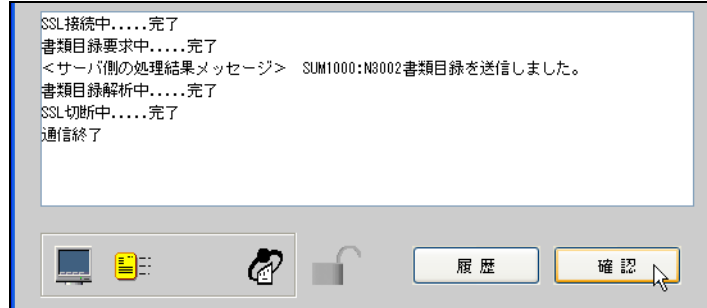 SSL接続中.....完了
書類目録要求中.....完了
<サーバ側の処理結果メッセージ>　SUM1000:N3002書類目録を送信しました。
書類目録解析中.....完了
SSL切断中.....完了
通信終了
履 歴
確 認